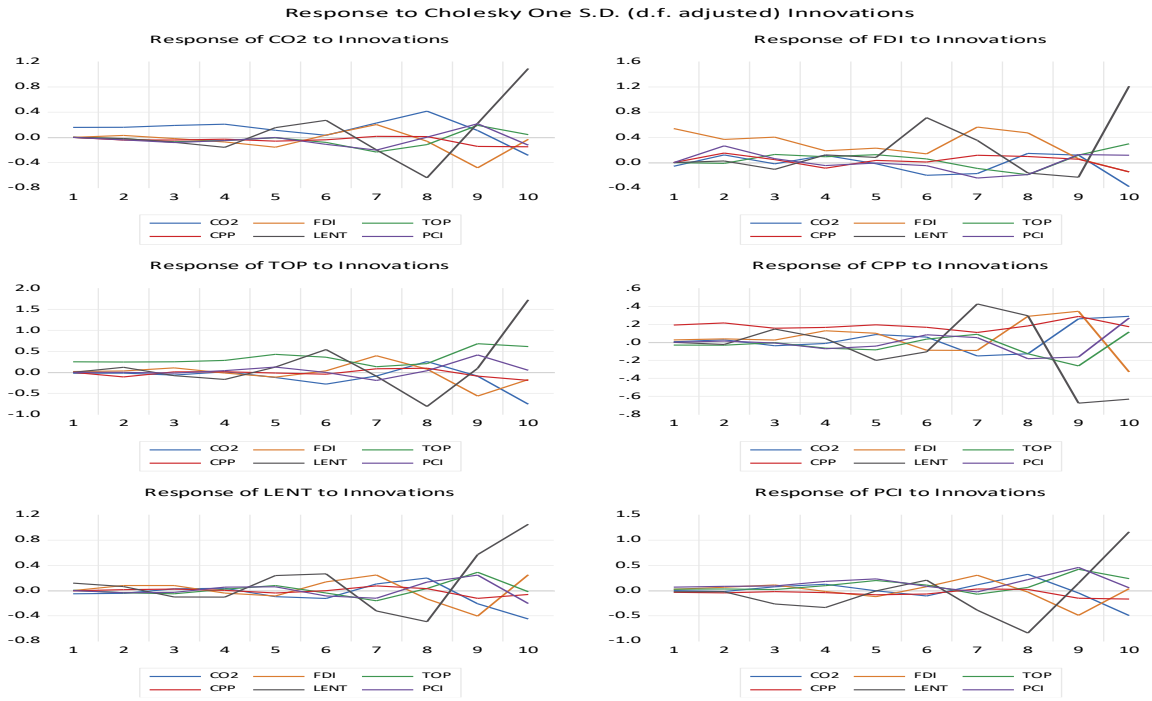 Response to Cholesky One S.D. (d.f. adjusted) Innovations
Response of CO2 to Innovations
1.2
0.8
0.4
0.0
-0.4
-0.8
1 2 3 4 5 6 7 8 9 10
CO2 FDI TOP
CPP LENT PCI
Response of FDI to Innovations
1.6
1.2
0.8
0.4
0.0
-0.4
1 2 3 4 5 6 7 8 9 10
CO2 FDI TOP
CPP LENT PCI
Response of TOP to Innovations
2.0
1.5
1.0
0.5
0.0
-0.5
-1.0
1 2 3 4 5 6 7 8 9 10
CO2 FDI TOP
CPP LENT PCI
Response of CPP to Innovations
.6
.4
.2
.0
-.2
-.4
-.6
-.8
1 2 3 4 5 6 7 8 9 10
CO2 FDI TOP
CPP LENT PCI
Response of LENT to Innovations
1.2
0.8
0.4
0.0
-0.4
-0.8
1 2 3 4 5 6 7 8 9 10
CO2 FDI TOP
CPP LENT PCI
Response of PCI to Innovations
1.5
1.0
0.5
0.0
-0.5
-1.0
1 2 3 4 5 6 7 8 9 10
CO2 FDI TOP
CPP LENT PCI